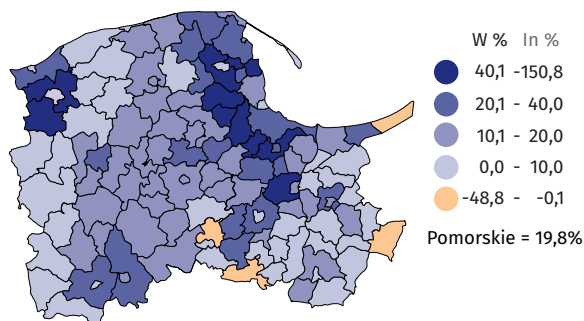 W % In %
40,1 -150,8
20,1 - 40,0
10,1 - 20,0
0,0 - 10,0
-48,8 - -0,1
Pomorskie = 19,8%